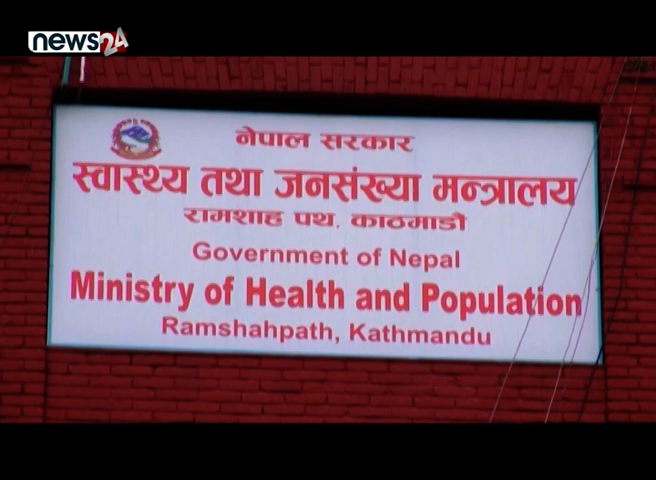 news24
नेपाल सरकार
स्वास्थ्य तथा जनसंख्या मन्त्रालय
रामशाह पथ, काठमाडौं
Government of Nepal
Ministry of Health and Population
Ramshahpath, Kathmandu